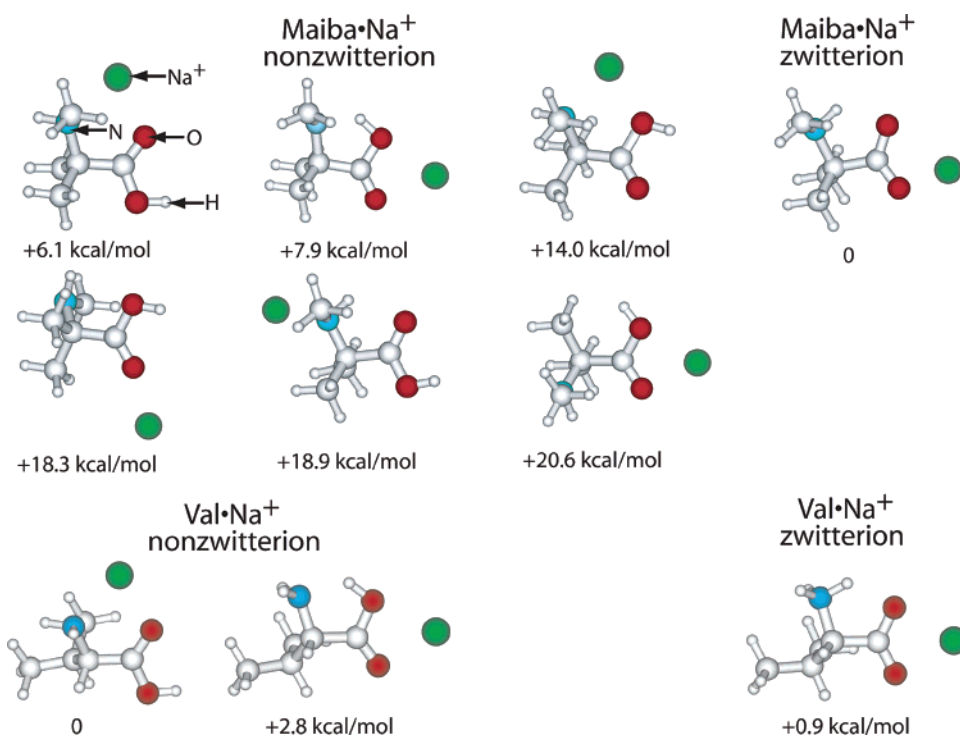 Maiba•Na+
nonzwitterion
Maiba•Na+
zwitterion
Na+
N
O
H
+6.1 kcal/mol
+7.9 kcal/mol
+14.0 kcal/mol
0
+18.3 kcal/mol
+18.9 kcal/mol
+20.6 kcal/mol
Val•Na+
nonzwitterion
Val•Na+
zwitterion
0
+2.8 kcal/mol
+0.9 kcal/mol